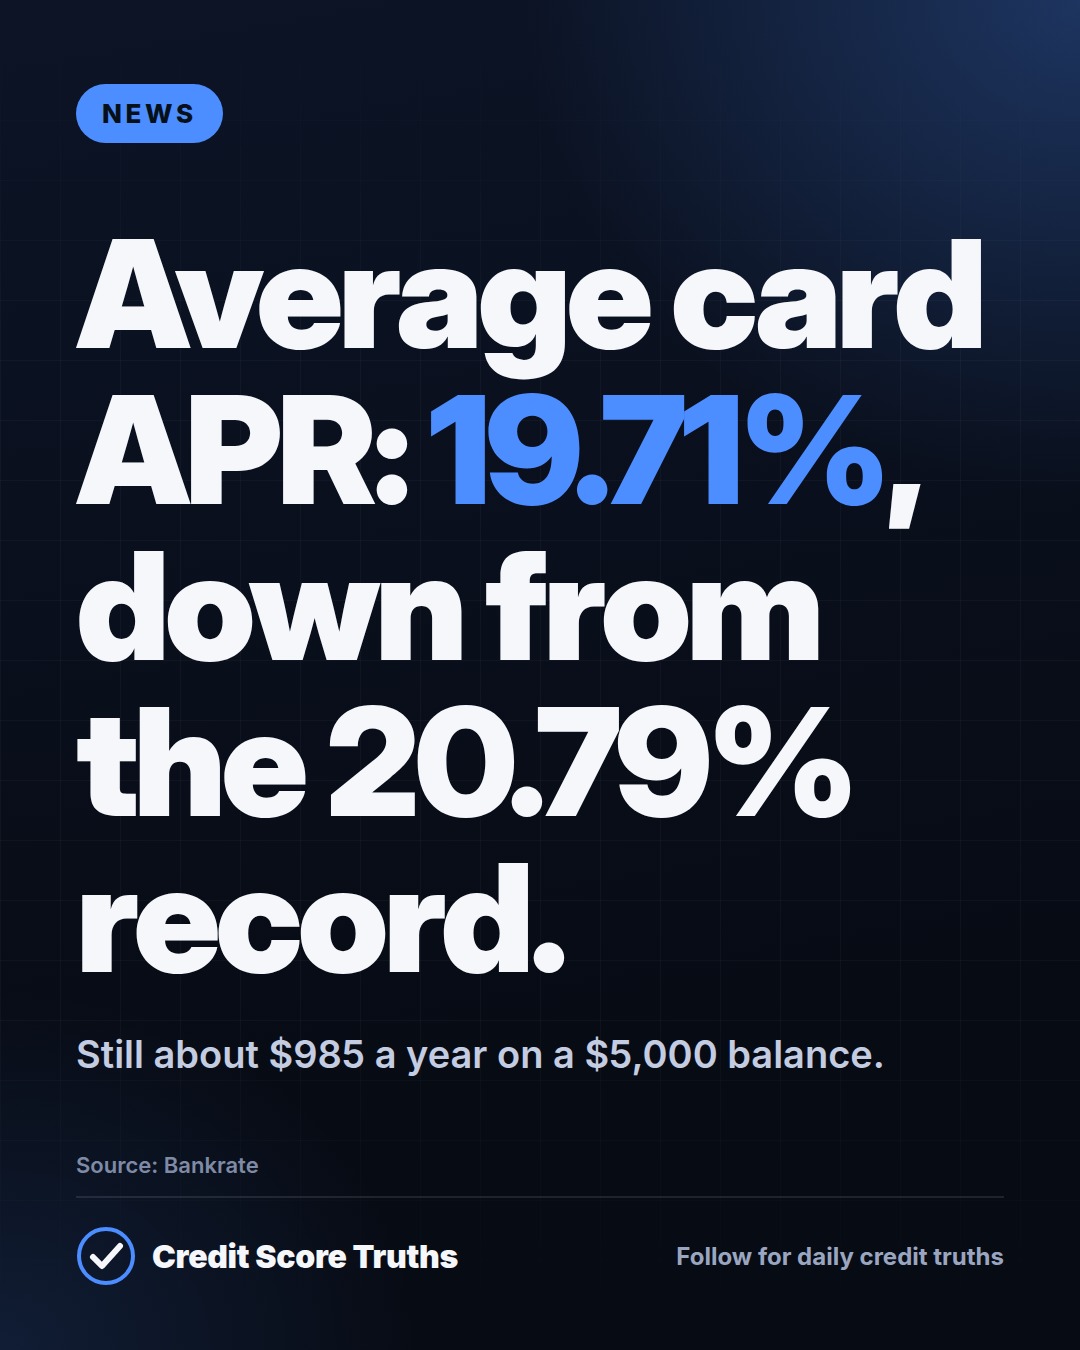 NEWS
Average card
APR: 19.71%,
down from
the 20.79%
record.
Still about $985 a year on a $5,000 balance.
Source: Bankrate
Credit Score Truths
Follow for daily credit truths